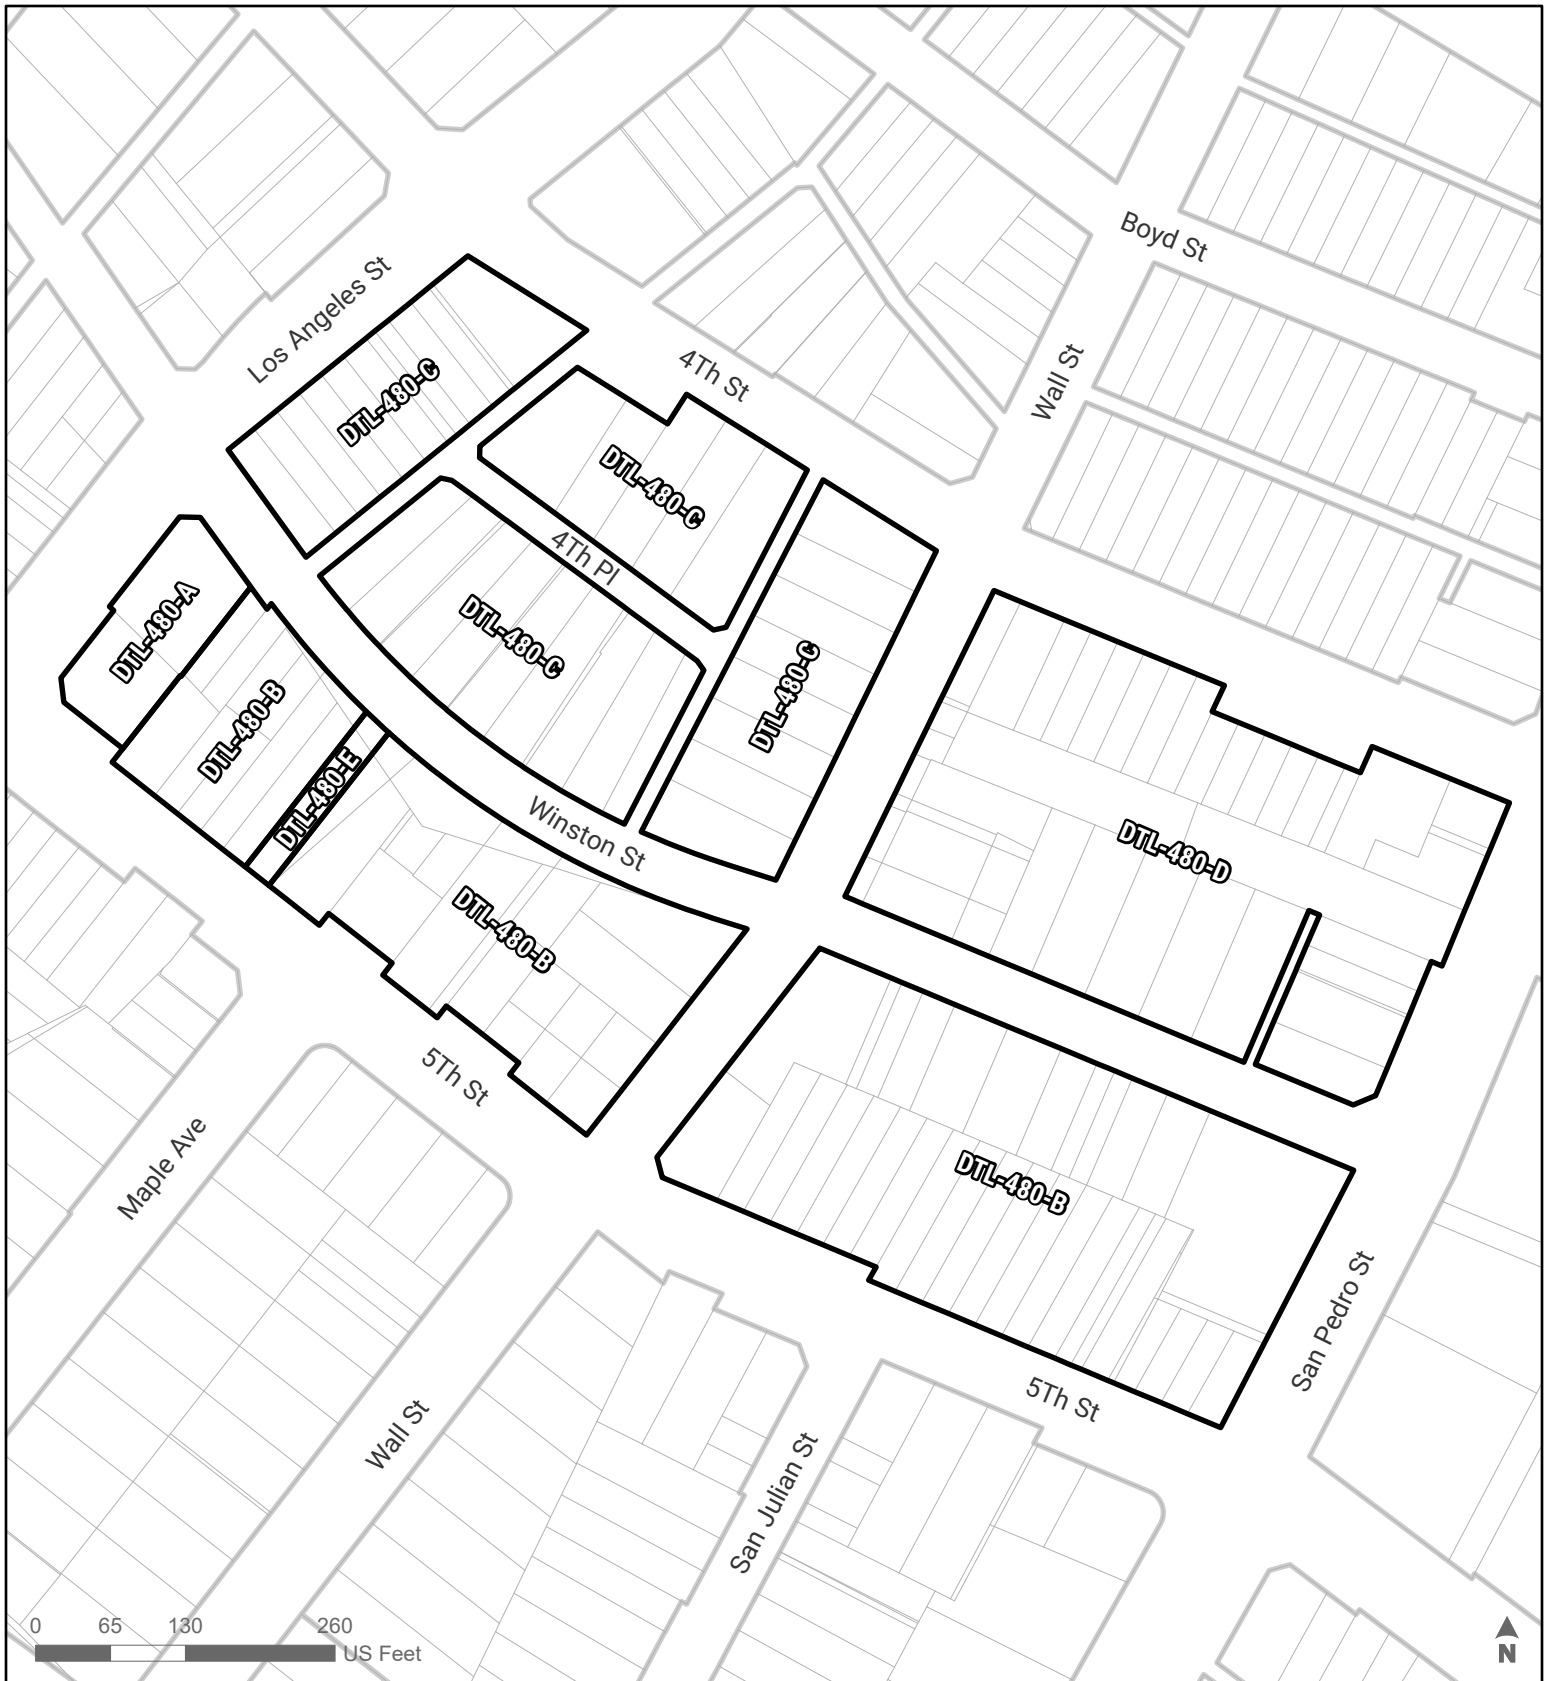 Boyd St
Los Angeles St
4Th St
Wall St
DTL-480-C
DTL-480-C
4Th Pl
DTL-480-A
DTL-480-C
DTL-480-C
DTL-480-B
DTL-480-E
Winston St
DTL-480-D
DTL-480-B
5Th St
Maple Ave
DTL-480-B
San Pedro St
5Th St
Wall St
San Julian St
0 65 130 260
US Feet
N